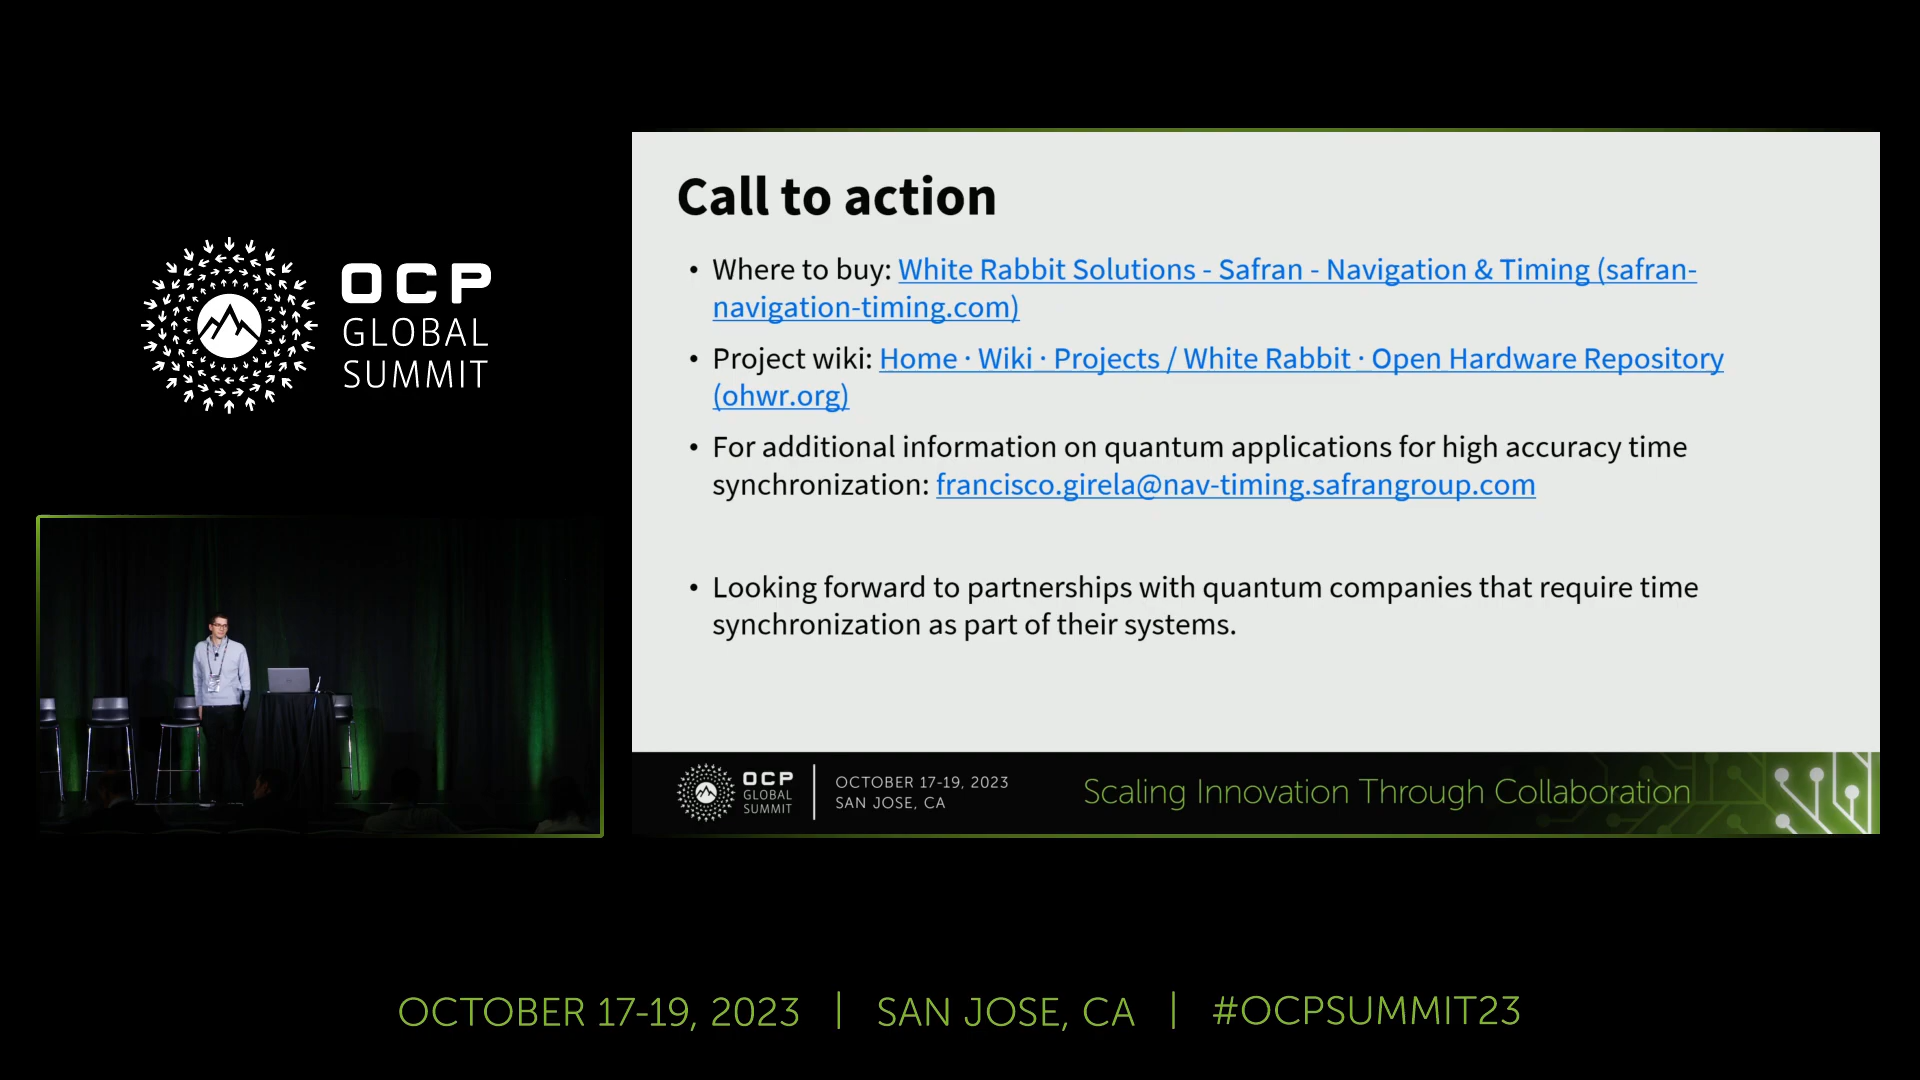 OCP
GLOBAL
SUMMIT
Call to action
• Where to buy: White Rabbit Solutions - Safran - Navigation & Timing (safran-
navigation-timing.com)
• Project wiki: Home · Wiki · Projects / White Rabbit · Open Hardware Repository
(ohwr.org)
• For additional information on quantum applications for high accuracy time
synchronization: francisco.girela@nav-timing.safrangroup.com
• Looking forward to partnerships with quantum companies that require time
synchronization as part of their systems.
OCP
GLOBAL
SUMMIT
OCTOBER 17-19, 2023
SAN JOSE, CA
Scaling Innovation Through Collaboration
OCTOBER 17-19, 2023 | SAN JOSE, CA | #OCPSUMMIT23